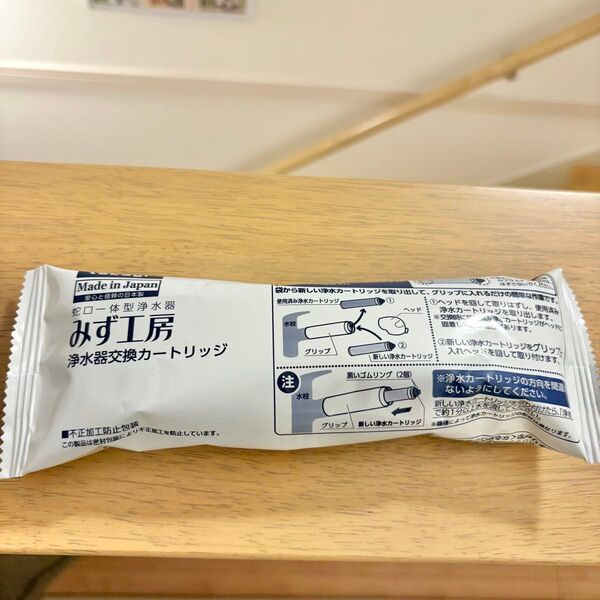 Made in Japan
安心と信頼の日本製
蛇口一体型浄水器
みず工房
浄水器交換カートリッジ
■不正加工防止包装
この製品は密封包装により不正加工を防止しています。
袋から新しい浄水カートリッジを取り出して、グリップに入れるだけの簡単な作業です。
使用済み浄水カートリッジ
①
ヘッド
水栓
グリップ
②
新しい浄水カートリッジ
①ヘッドを回して取りはずし、使用済み
浄水カートリッジを取り出します。
②新しい浄水カートリッジをグリップに
入れヘッドを回して取り付けます。
注
黒いゴムリング(2個)
水栓
グリップ
新しい浄水カートリッジ
※浄水カートリッジの方向を間違
ないようにしてください。